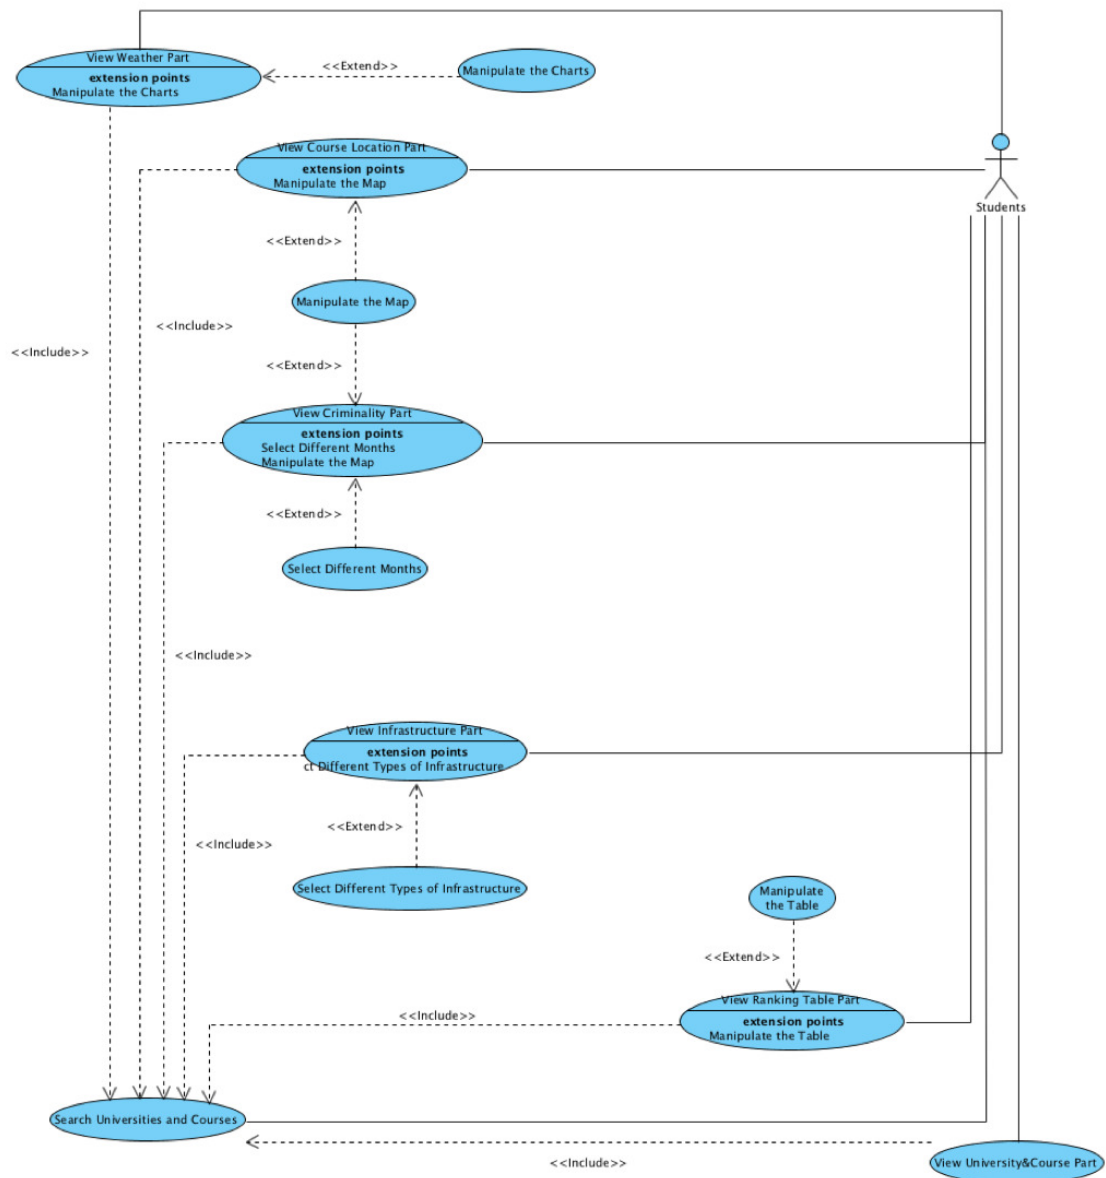 View Weather Part
extension points
Manipulate the Charts
<<Extend>>
Manipulate the Charts
View Course Location Part
extension points
Manipulate the Map
Students
<<Extend>>
Manipulate the Map
<<Include>>
<<Include>>
<<Extend>>
View Criminality Part
extension points
Select Different Months
Manipulate the Map
<<Extend>>
Select Different Months
<<Include>>
View Infrastructure Part
extension points
ct Different Types of Infrastructure
<<Extend>>
<<Include>>
Select Different Types of Infrastructure
Manipulate
the Table
<<Extend>>
View Ranking Table Part
extension points
Manipulate the Table
<<Include>>
Search Universities and Courses
<<Include>>
View University&Course Part